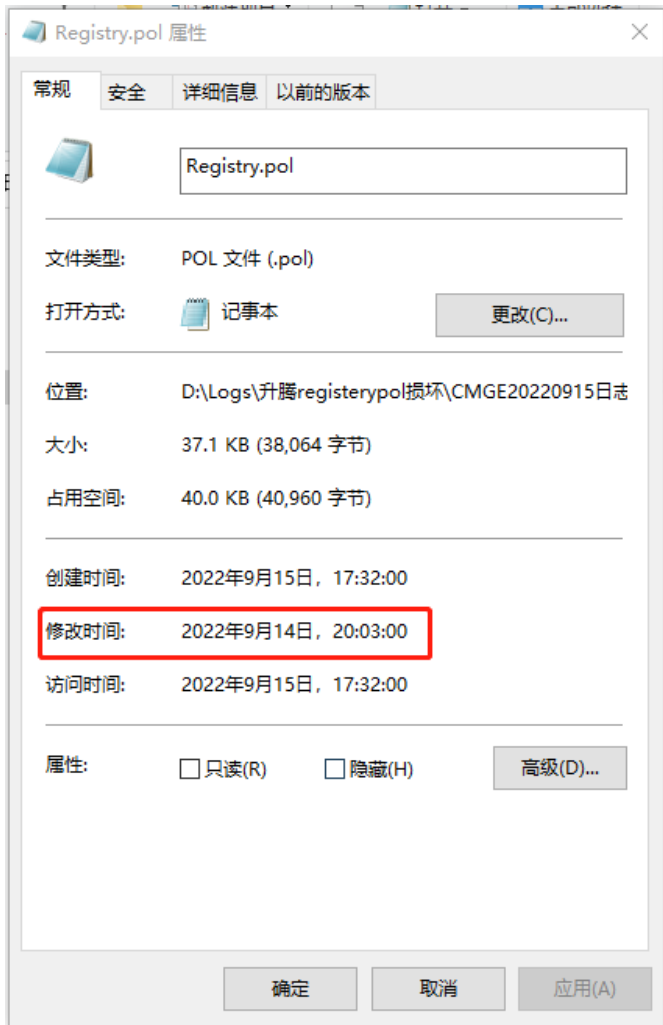 Registry.pol 属性
常规 安全 详细信息 以前的版本
Registry.pol
文件类型: POL 文件 (.pol)
打开方式: 记事本 更改(C)...
位置: D:\Logs\升腾registerypol损坏\CMGE20220915日志
大小: 37.1 KB (38,064 字节)
占用空间: 40.0 KB (40,960 字节)
创建时间: 2022年9月15日，17:32:00
修改时间: 2022年9月14日，20:03:00
访问时间: 2022年9月15日，17:32:00
属性: 只读(R) 隐藏(H) 高级(D)...
确定 取消 应用(A)